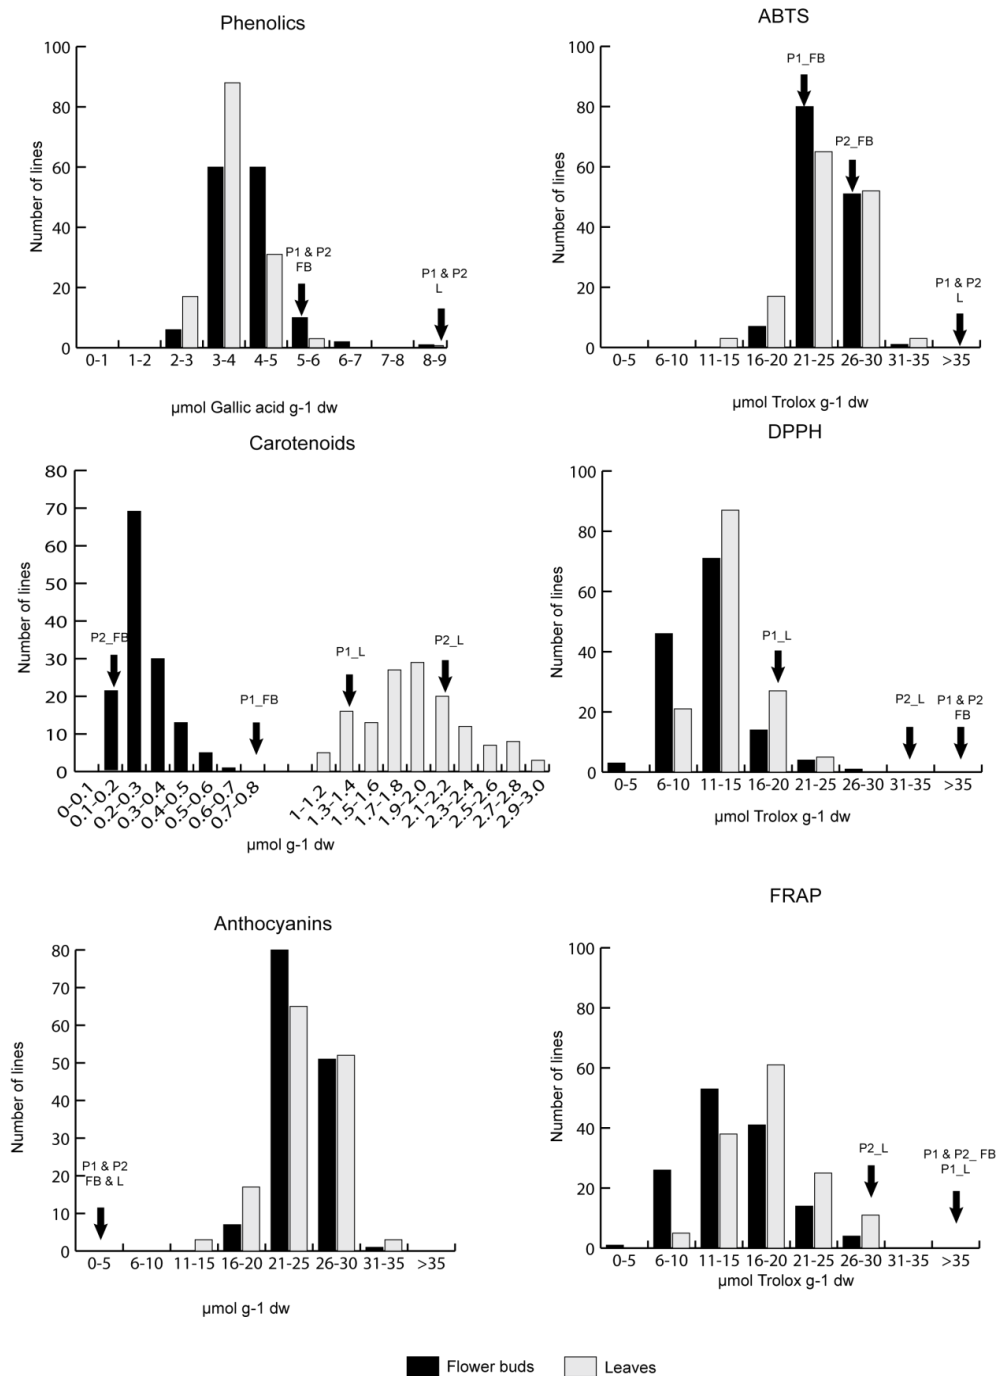 Phenolics
100
80
60
40
20
0
Number of lines
P1 & P2
FB
P1 & P2
L
0-1 1-2 2-3 3-4 4-5 5-6 6-7 7-8 8-9
µmol Gallic acid g-1 dw
ABTS
100
80
60
40
20
0
Number of lines
P1_FB
P2_FB
P1 & P2
L
0-5 6-10 11-15 16-20 21-25 26-30 31-35 >35
µmol Trolox g-1 dw
Carotenoids
80
70
60
50
40
30
20
10
0
Number of lines
P2_FB
P1_FB
P1_L
P2_L
0-0.1 0.1-0.2 0.2-0.3 0.3-0.4 0.4-0.5 0.5-0.6 0.6-0.7 0.7-0.8 1-1.2 1.3-1.4 1.5-1.6 1.7-1.8 1.9-2.0 2.1-2.2 2.3-2.4 2.5-2.6 2.7-2.8 2.9-3.0
µmol g-1 dw
DPPH
100
80
60
40
20
0
Number of lines
P1_L
P2_L
P1 & P2
FB
0-5 6-10 11-15 16-20 21-25 26-30 31-35 >35
µmol Trolox g-1 dw
Anthocyanins
80
70
60
50
40
30
20
10
0
Number of lines
P1 & P2
FB & L
0-5 6-10 11-15 16-20 21-25 26-30 31-35 >35
µmol g-1 dw
FRAP
100
80
60
40
20
0
Number of lines
P2_L
P1 & P2_ FB
P1_L
0-5 6-10 11-15 16-20 21-25 26-30 31-35 >35
µmol Trolox g-1 dw
Flower buds Leaves